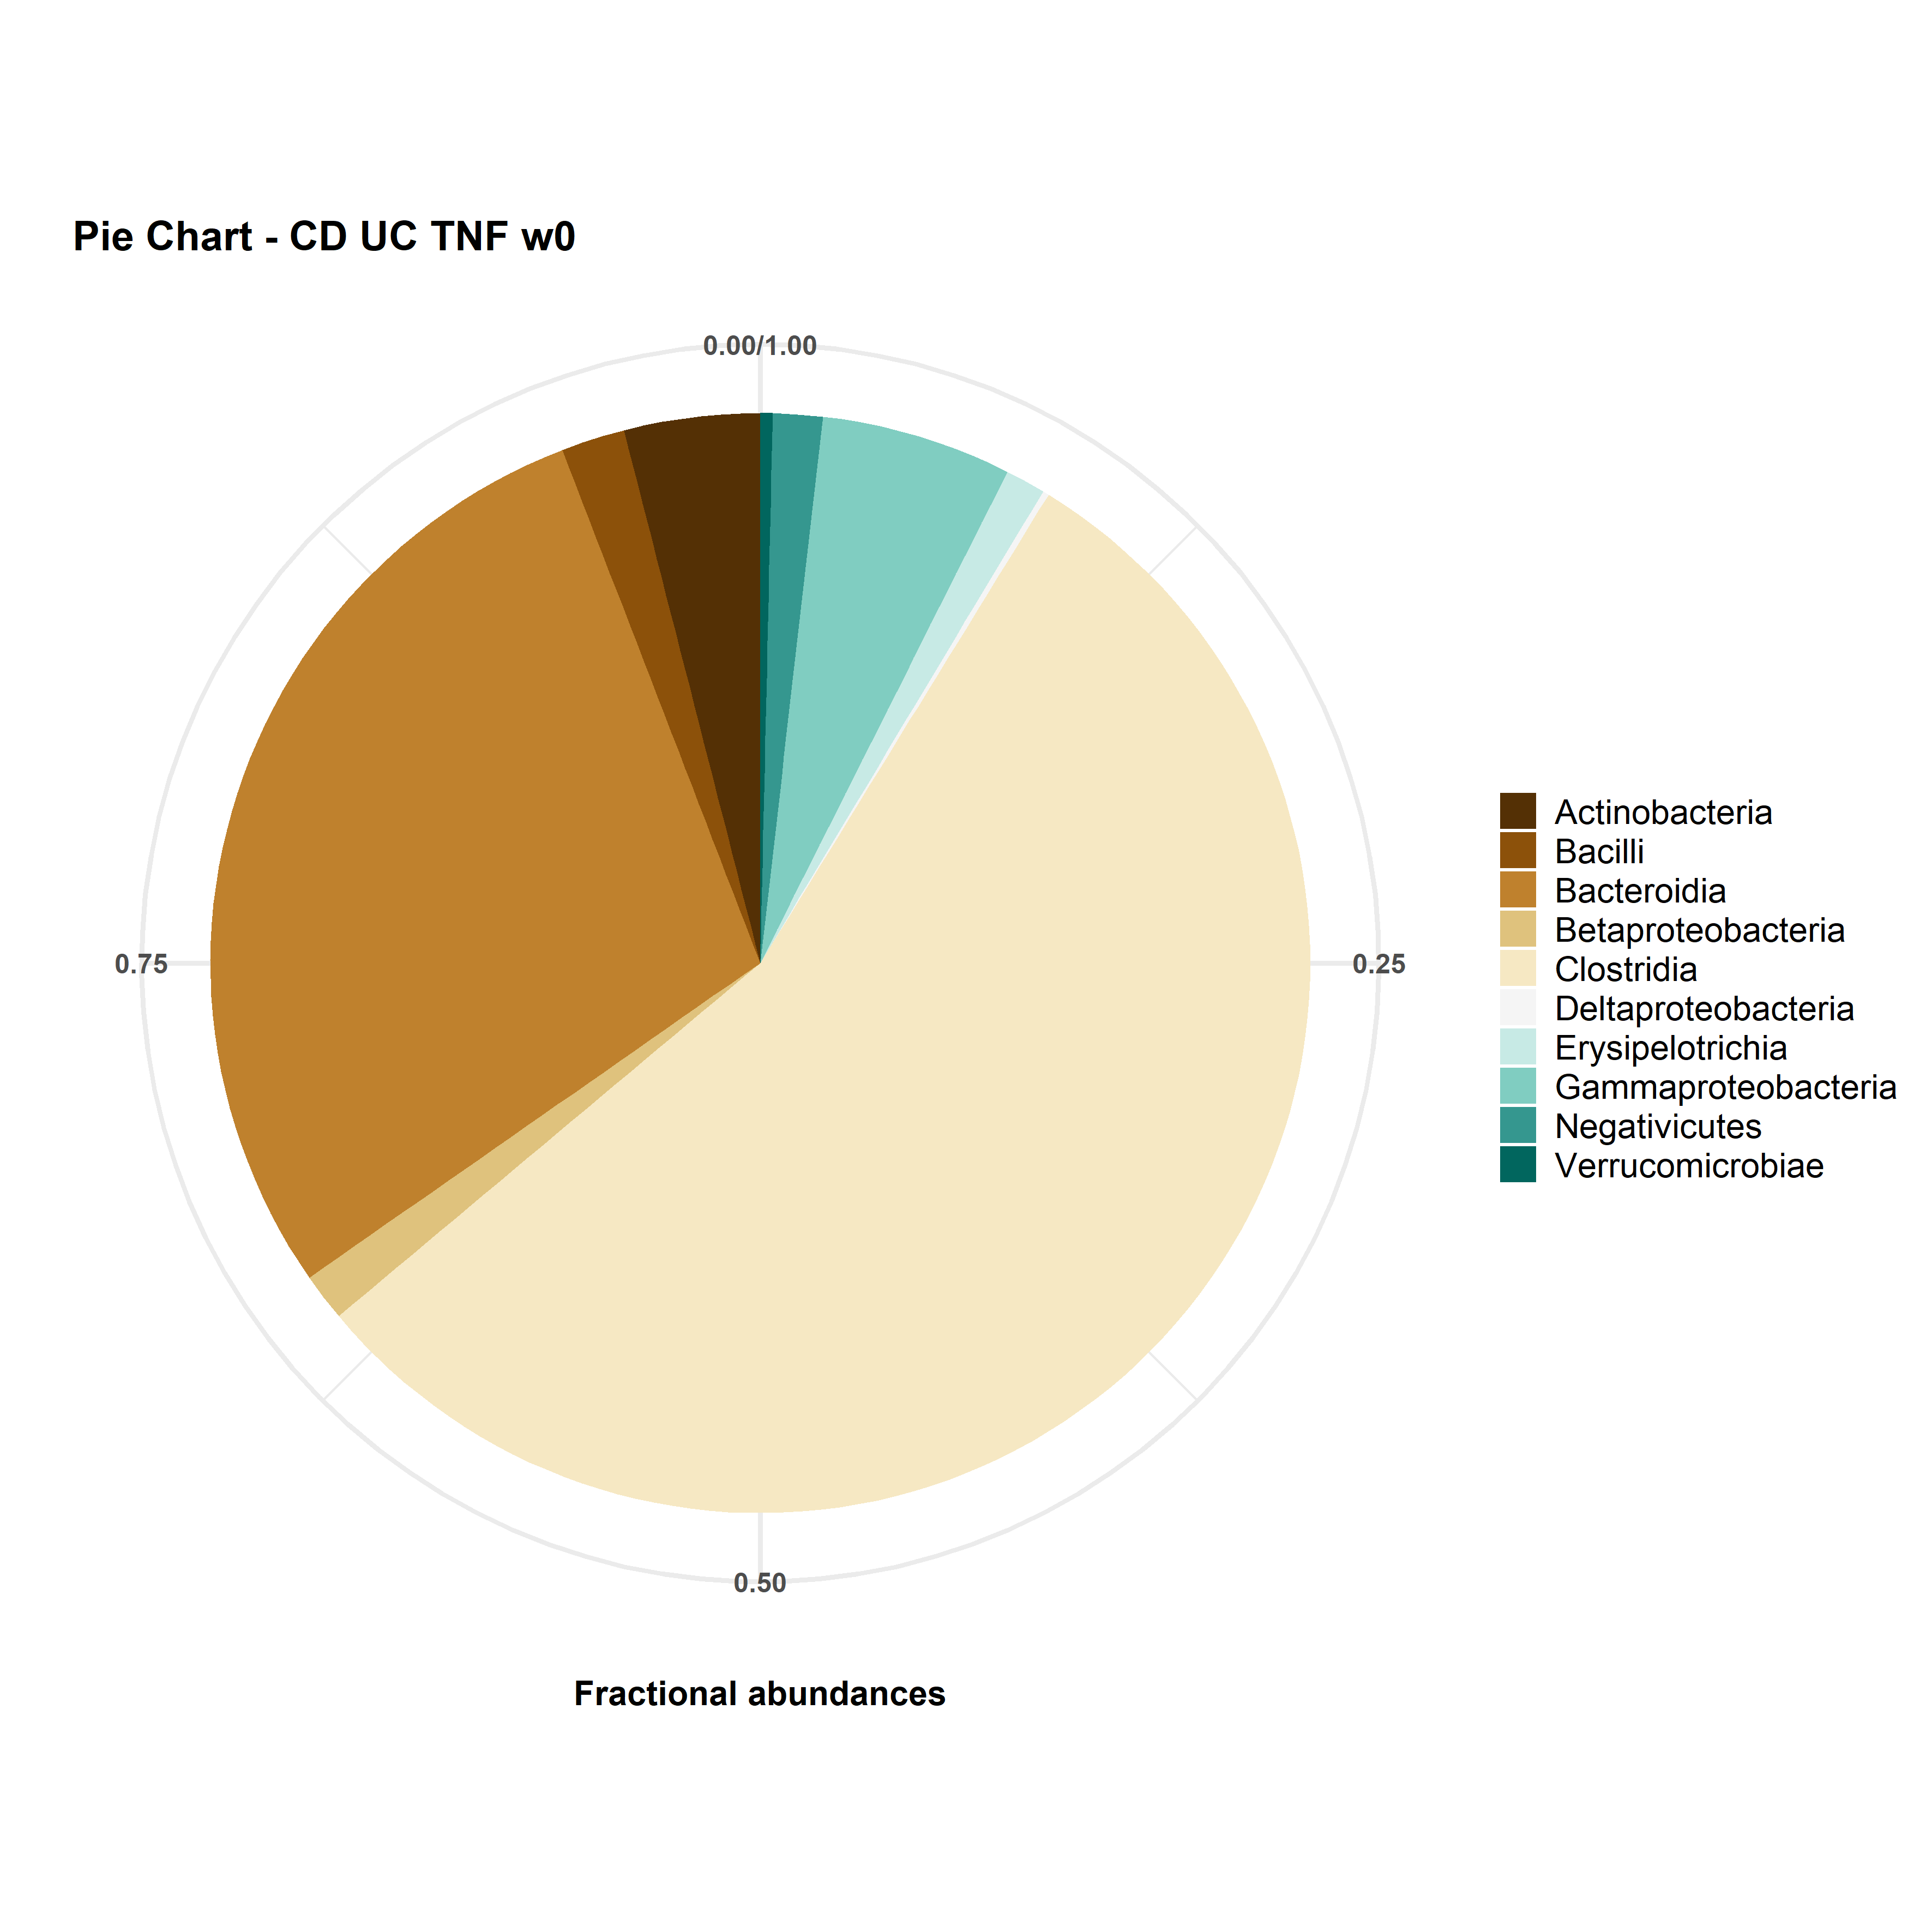 Pie Chart - CD UC TNF w0
0.00/1.00
0.75
0.25
0.50
Fractional abundances
Actinobacteria
Bacilli
Bacteroidia
Betaproteobacteria
Clostridia
Deltaproteobacteria
Erysipelotrichia
Gammaproteobacteria
Negativicutes
Verrucomicrobiae